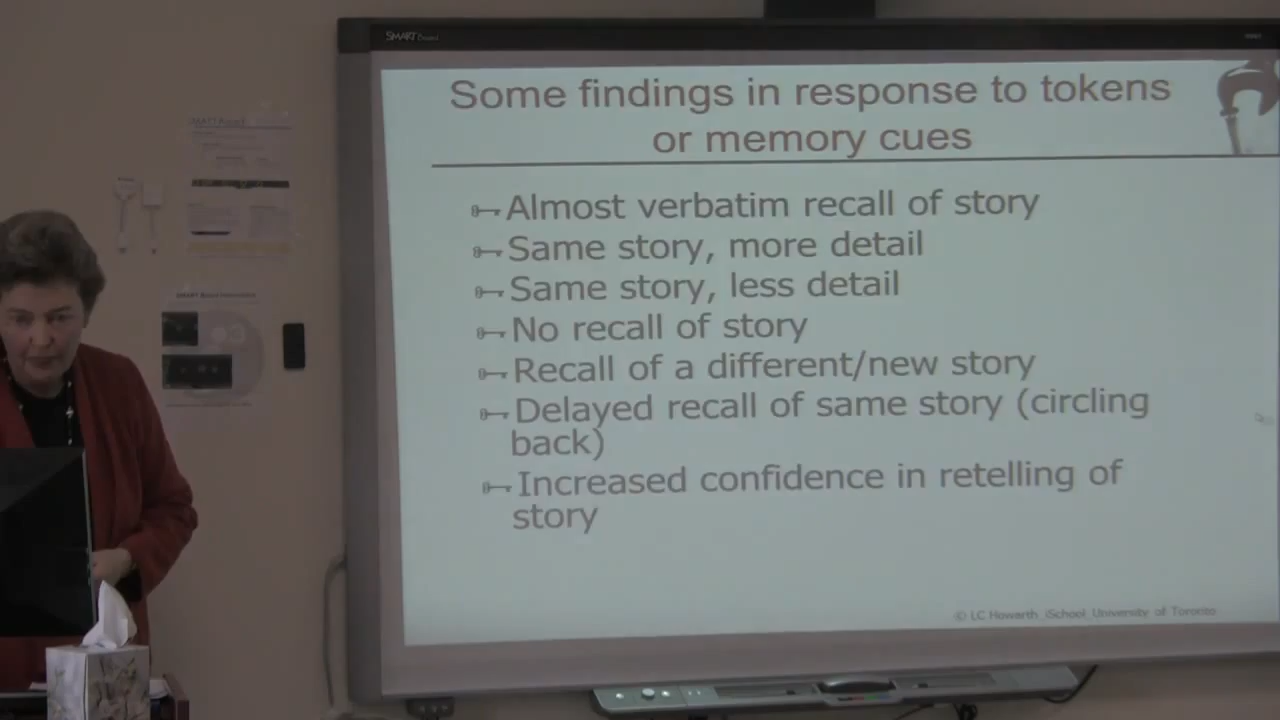 SMART Board
Some findings in response to tokens
or memory cues
Almost verbatim recall of story
Same story, more detail
Same story, less detail
No recall of story
Recall of a different/new story
Delayed recall of same story (circling
back)
Increased confidence in retelling of
story
© LC Howarth iSchool University of Toronto